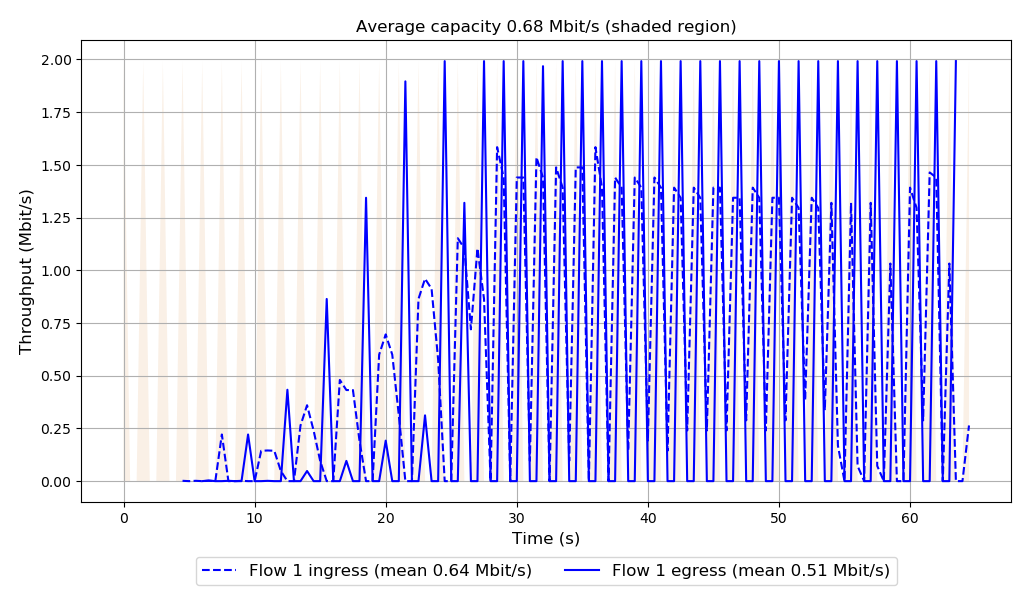 Average capacity 0.68 Mbit/s (shaded region)
2.00
1.75
1.50
1.25
1.00
0.75
0.50
0.25
0.00
Throughput (Mbit/s)
0 10 20 30 40 50 60
Time (s)
Flow 1 ingress (mean 0.64 Mbit/s) Flow 1 egress (mean 0.51 Mbit/s)